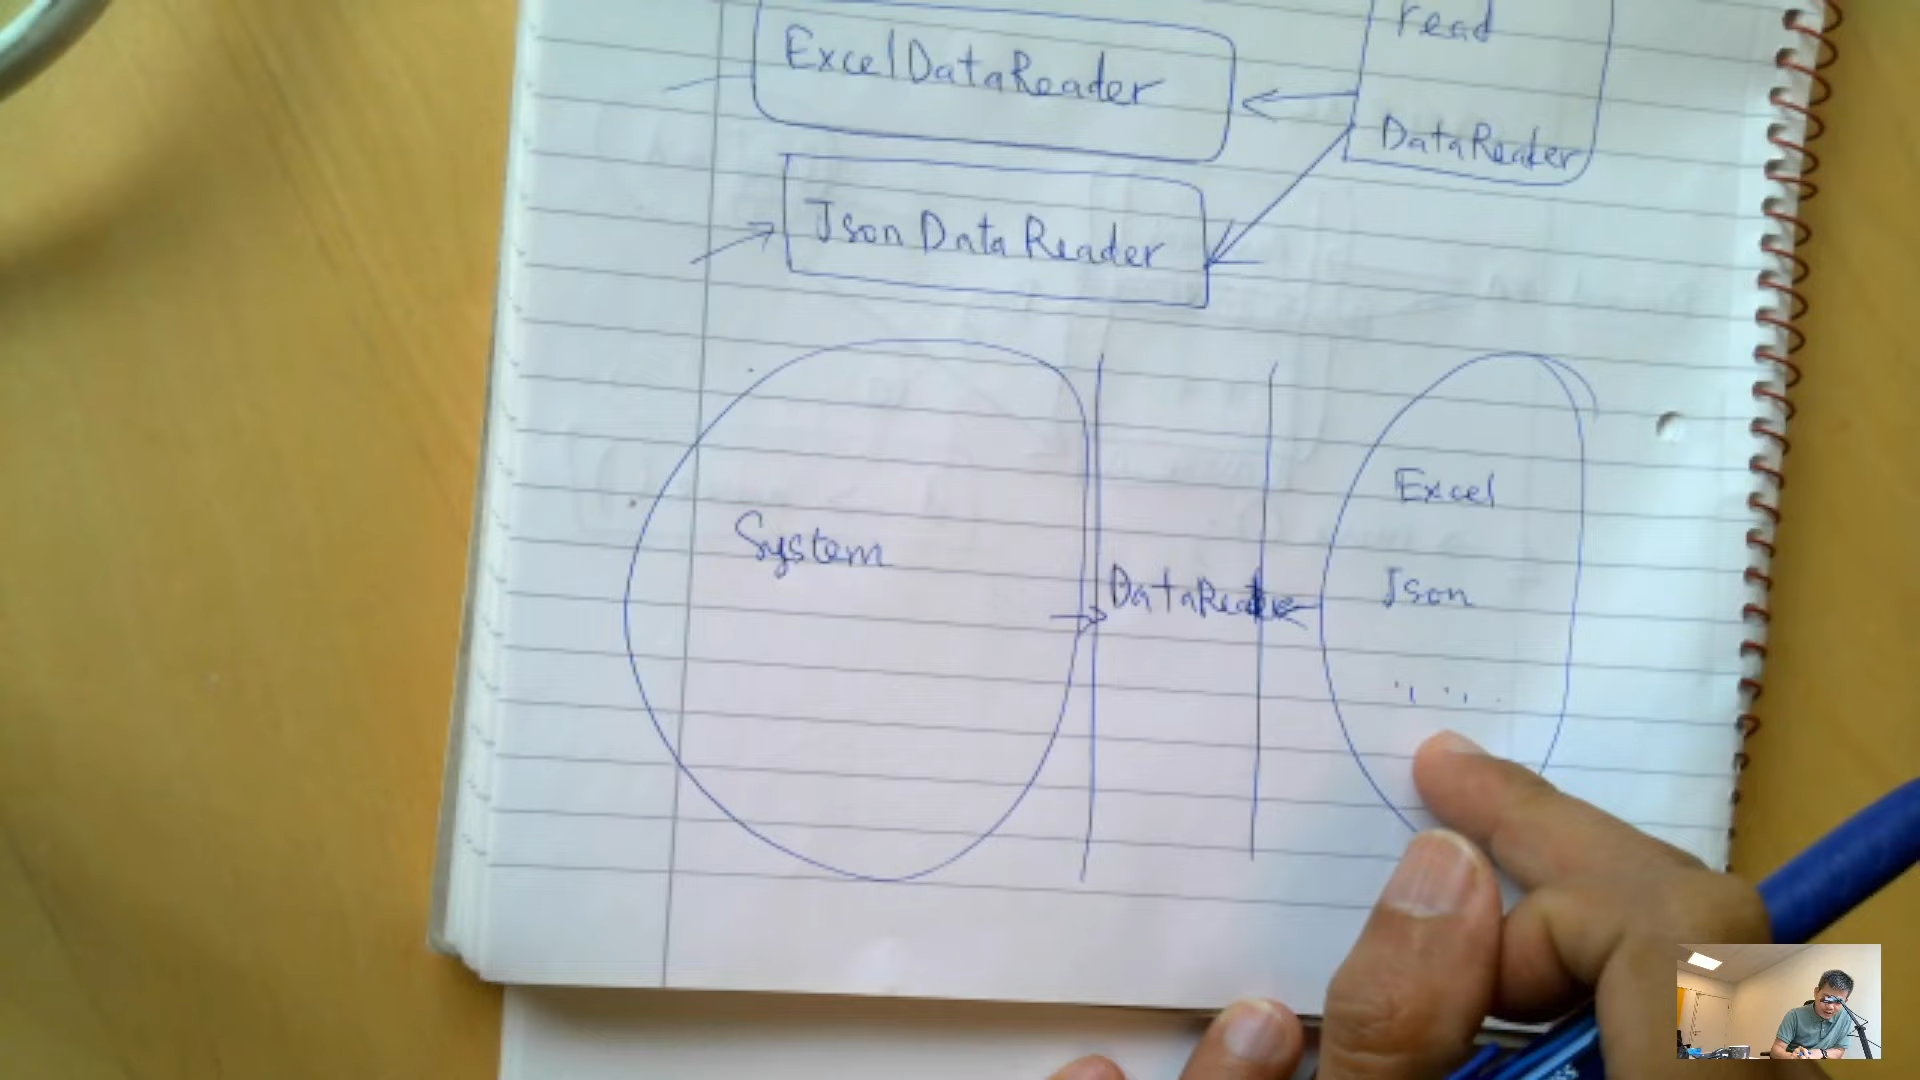 read
ExcelDataReader
DataReader
JsonDataReader
Excel
System
DataReader
Json